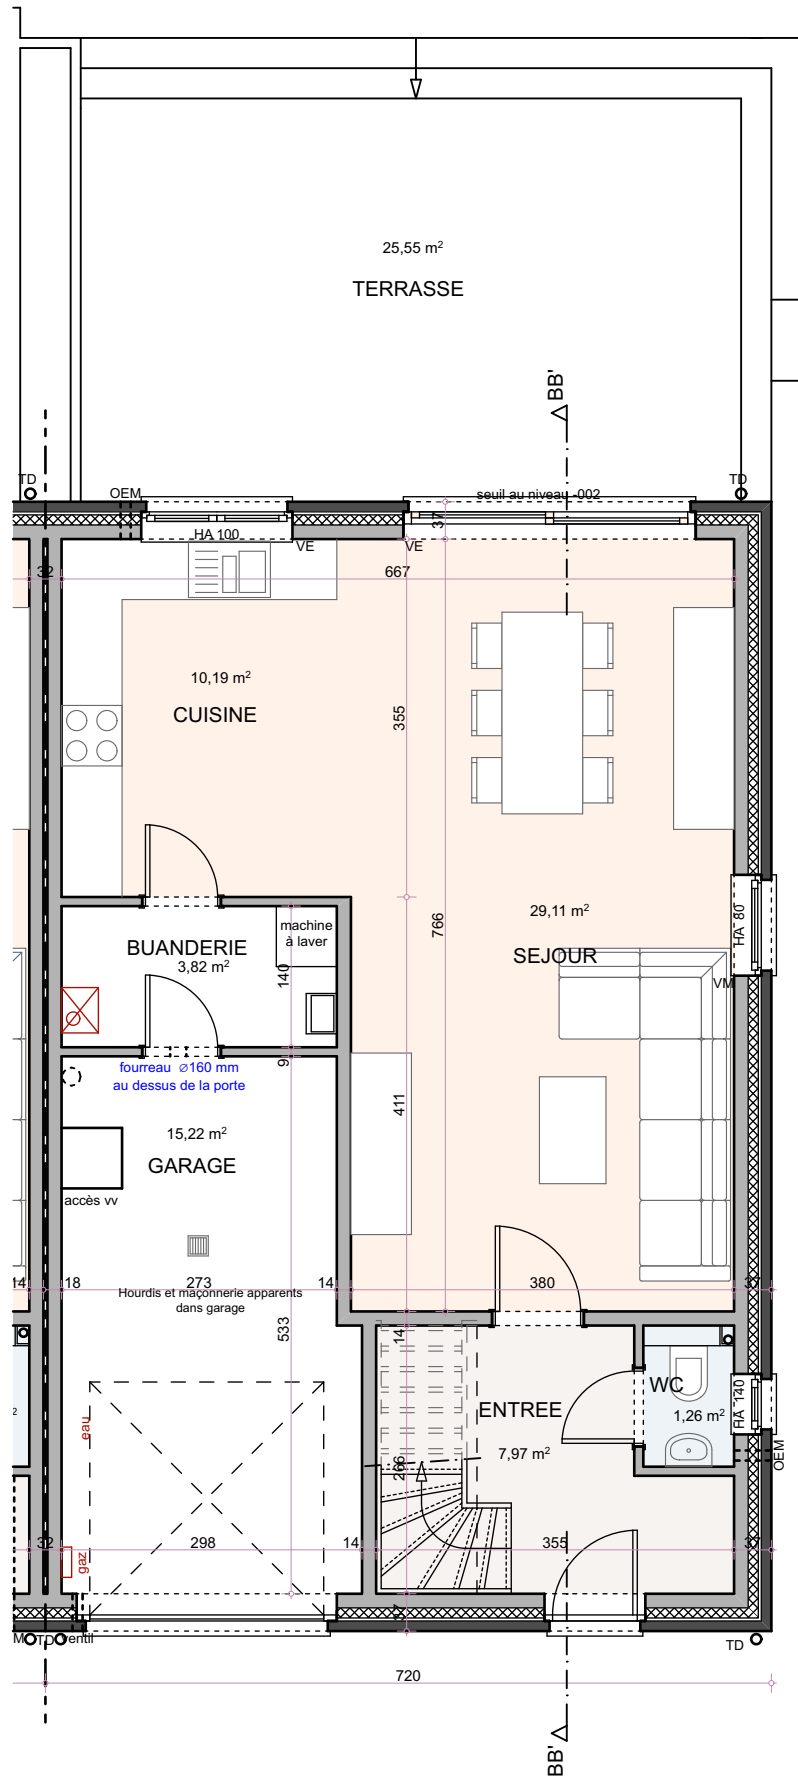 25,55 m²
TERRASSE
BB'
TD
OEM
seuil au niveau -002
TD
37
HA 100
VE
VE
32
667
10,19 m²
CUISINE
355
766
29,11 m²
SEJOUR
HA 80
VM
machine
à laver
BUANDERIE
3,82 m²
140
9
fourreau ⌀160 mm
au dessus de la porte
411
15,22 m²
GARAGE
accès vv
14
18
273
14
380
37
Hourdis et maçonnerie apparents
dans garage
533
14
WC
HA 140
1,26 m²
ENTREE
7,97 m²
eau
266
OEM
32
298
14
355
37
gaz
37
TD
ventil
TD
720
BB'